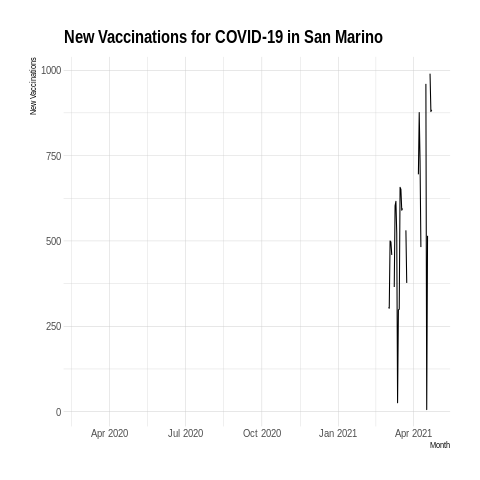 New Vaccinations for COVID-19 in San Marino
New Vaccinations
1000
750
500
250
0
Apr 2020 Jul 2020 Oct 2020 Jan 2021 Apr 2021
Month